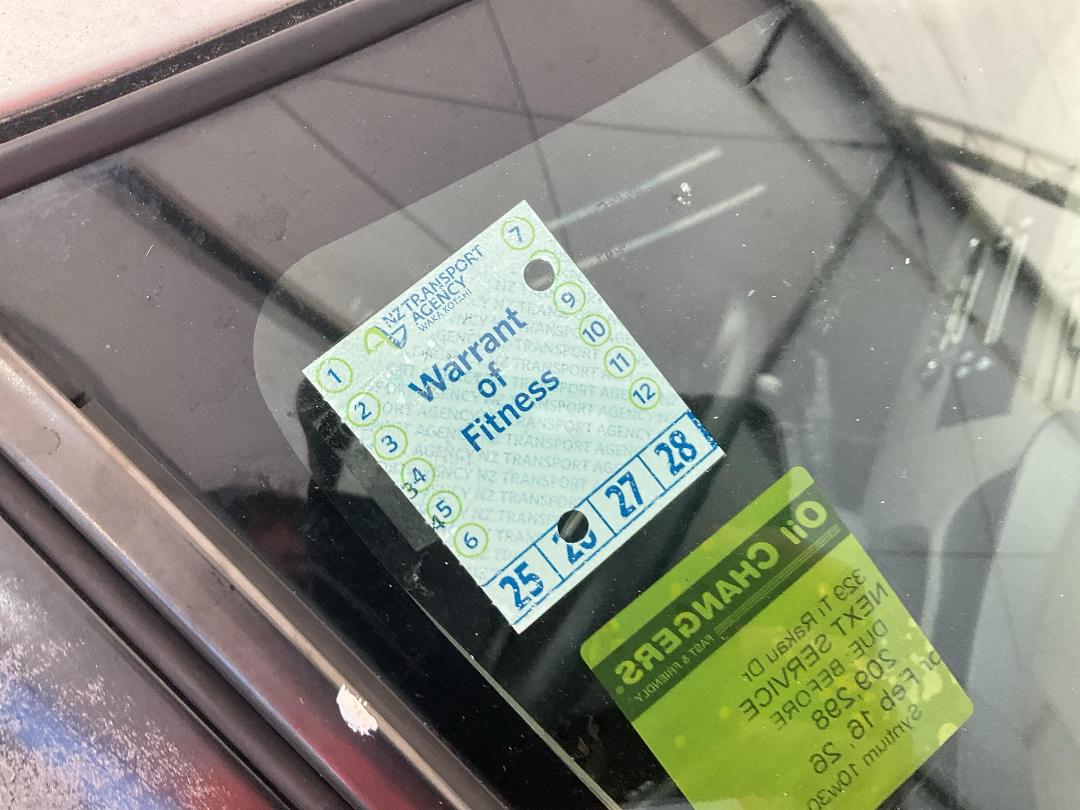 NZ TRANSPORT
AGENCY
WAKA KOTAHI
Warrant
of
Fitness
1
2
3
4
5
6
7
9
10
11
12
25
27
28
Oil CHANGERS
FAST & FRIENDLY
329 Ti Rakau Dr
NEXT SERVICE
DUE BEFORE
209,298
Feb 16, 26
Syntium 10w30